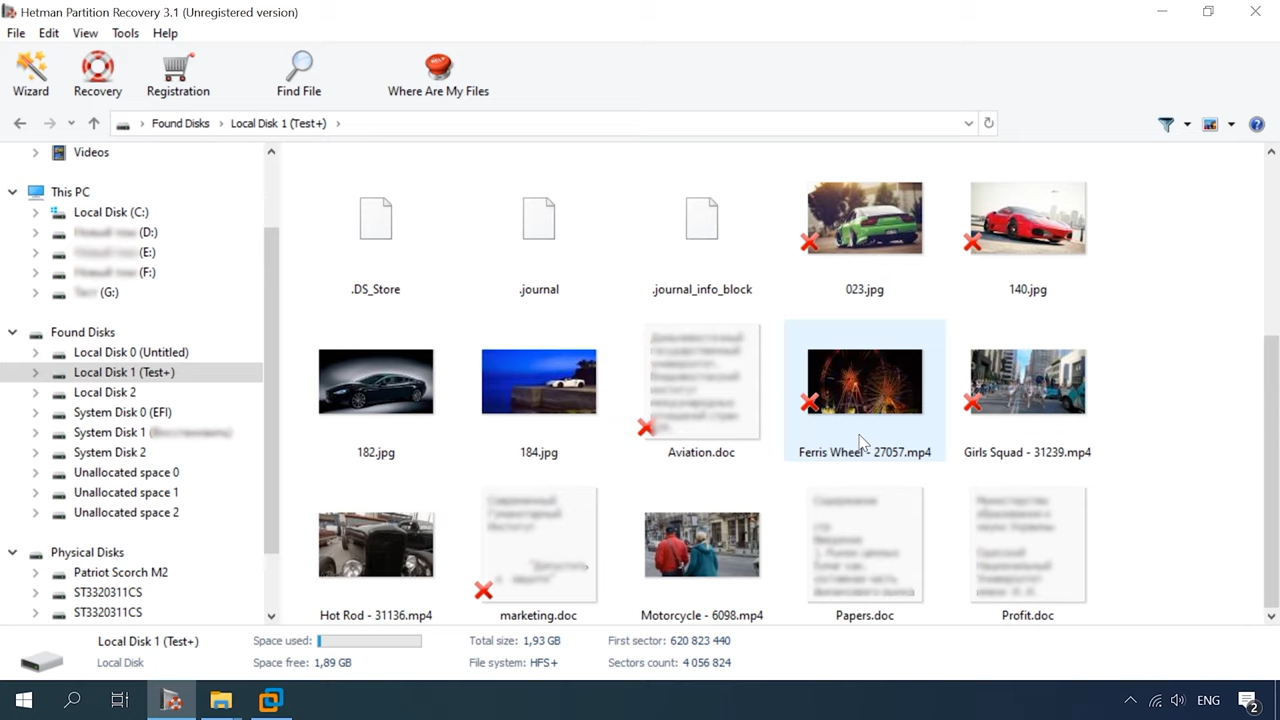 Hetman Partition Recovery 3.1 (Unregistered version)
File Edit View Tools Help
Wizard Recovery Registration Find File Where Are My Files
Found Disks Local Disk 1 (Test+)
Videos
This PC
Local Disk (C:)
(D:)
(E:)
(F:)
(G:)
Found Disks
Local Disk 0 (Untitled)
Local Disk 1 (Test+)
Local Disk 2
System Disk 0 (EFI)
System Disk 1
System Disk 2
Unallocated space 0
Unallocated space 1
Unallocated space 2
Physical Disks
Patriot Scorch M2
ST3320311CS
ST3320311CS
.DS_Store .journal .journal_info_block 023.jpg 140.jpg
182.jpg 184.jpg Aviation.doc Ferris Wheel - 27057.mp4 Girls Squad - 31239.mp4
Hot Rod - 31136.mp4 marketing.doc Motorcycle - 6098.mp4 Papers.doc Profit.doc
Local Disk 1 (Test+) Space used: Total size: 1,93 GB First sector: 620 823 440
Local Disk Space free: 1,89 GB File system: HFS+ Sectors count: 4 056 824
ENG 2